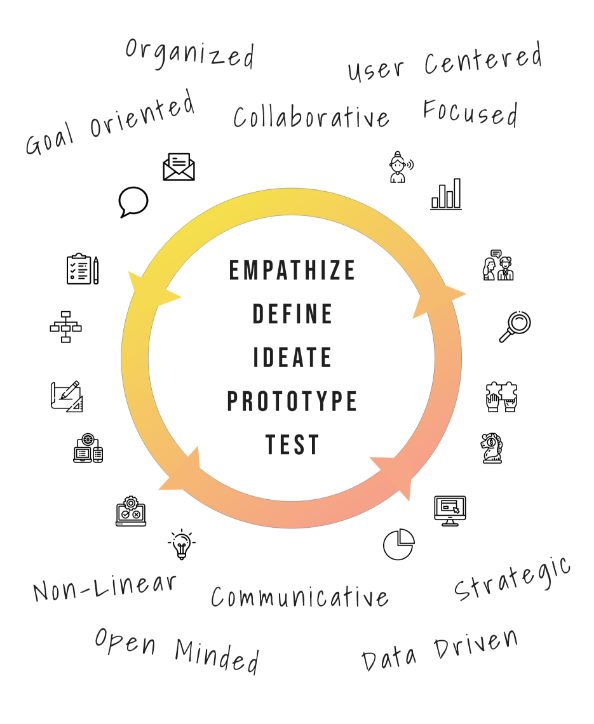 Organized
User Centered
Goal Oriented
Collaborative
Focused
EMPATHIZE
DEFINE
IDEATE
PROTOTYPE
TEST
Non-Linear
Communicative
Strategic
Open Minded
Data Driven